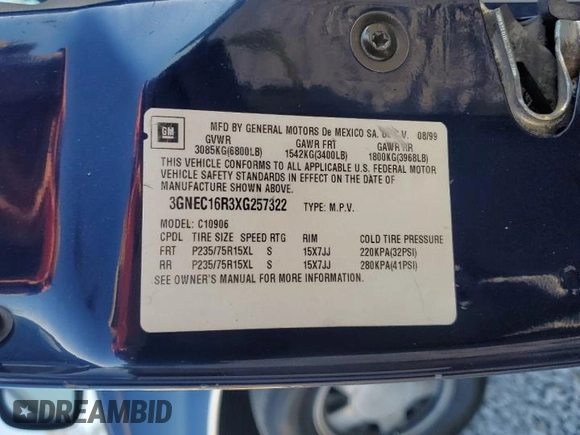 GM
MFD BY GENERAL MOTORS De MEXICO SA. V. 08/99
GVWR GAWR FRT GAWR RR
3085KG(6800LB) 1542KG(3400LB) 1800KG(3968LB)
THIS VEHICLE CONFORMS TO ALL APPLICABLE U.S. FEDERAL MOTOR
VEHICLE SAFETY STANDARDS IN EFFECT ON THE DATE OF
MANUFACTURE SHOWN ABOVE.
3GNEC16R3XG257322 TYPE: M.P.V.
MODEL: C10906
CPDL TIRE SIZE SPEED RTG RIM COLD TIRE PRESSURE
FRT P235/75R15XL S 15X7JJ 220KPA(32PSI)
RR P235/75R15XL S 15X7JJ 280KPA(41PSI)
SEE OWNER'S MANUAL FOR MORE INFORMATION.
DREAMBID